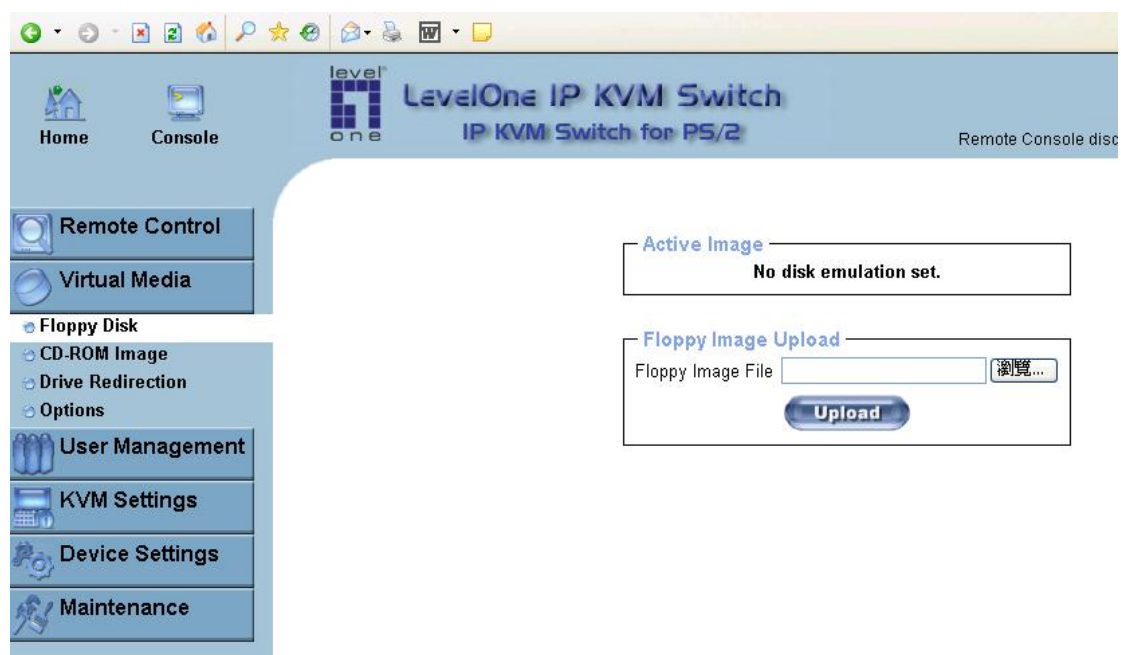 level
one
LevelOne IP KVM Switch
IP KVM Switch for PS/2
Home
Console
Remote Console disc
Remote Control
Virtual Media
Floppy Disk
CD-ROM Image
Drive Redirection
Options
User Management
KVM Settings
Device Settings
Maintenance
Active Image
No disk emulation set.
Floppy Image Upload
Floppy Image File
瀏覽...
Upload